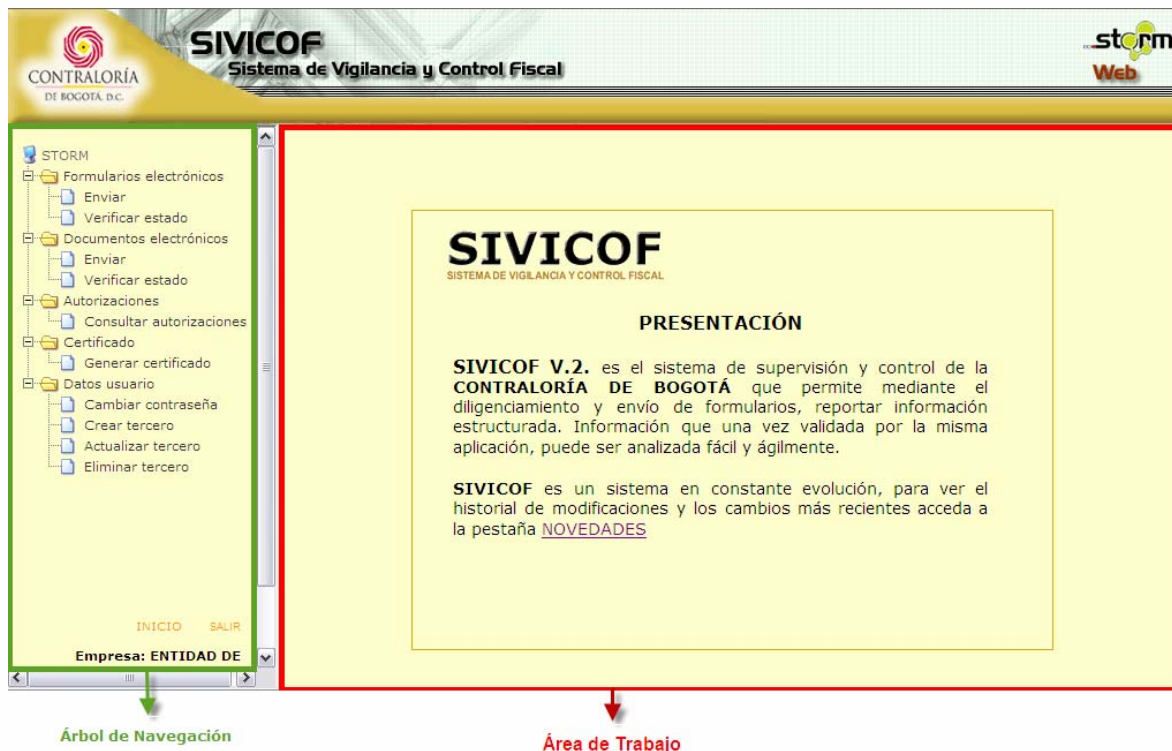 CONTRALORÍA
DE BOGOTÁ, D.C.
SIVICOF
Sistema de Vigilancia y Control Fiscal
storm
Web
STORM
Formularios electrónicos
Enviar
Verificar estado
Documentos electrónicos
Enviar
Verificar estado
Autorizaciones
Consultar autorizaciones
Certificado
Generar certificado
Datos usuario
Cambiar contraseña
Crear tercero
Actualizar tercero
Eliminar tercero
INICIO SALIR
Empresa: ENTIDAD DE
SIVICOF
SISTEMA DE VIGILANCIA Y CONTROL FISCAL
PRESENTACIÓN
SIVICOF V.2. es el sistema de supervisión y control de la
CONTRALORÍA DE BOGOTÁ que permite mediante el
diligenciamiento y envío de formularios, reportar información
estructurada. Información que una vez validada por la misma
aplicación, puede ser analizada fácil y ágilmente.
SIVICOF es un sistema en constante evolución, para ver el
historial de modificaciones y los cambios más recientes acceda a
la pestaña NOVEDADES
Árbol de Navegación
Área de Trabajo